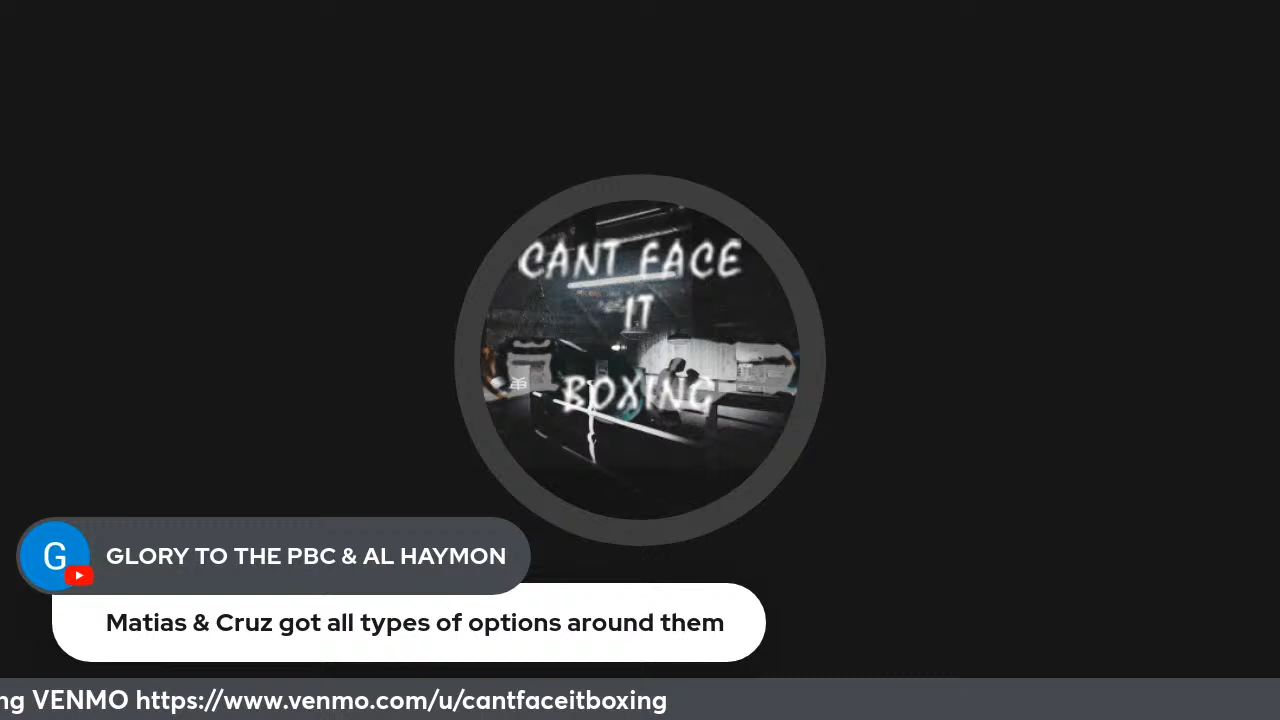 CANT FACE
IT
BOXING
G
GLORY TO THE PBC & AL HAYMON
Matias & Cruz got all types of options around them
ng VENMO https://www.venmo.com/u/cantfaceitboxing